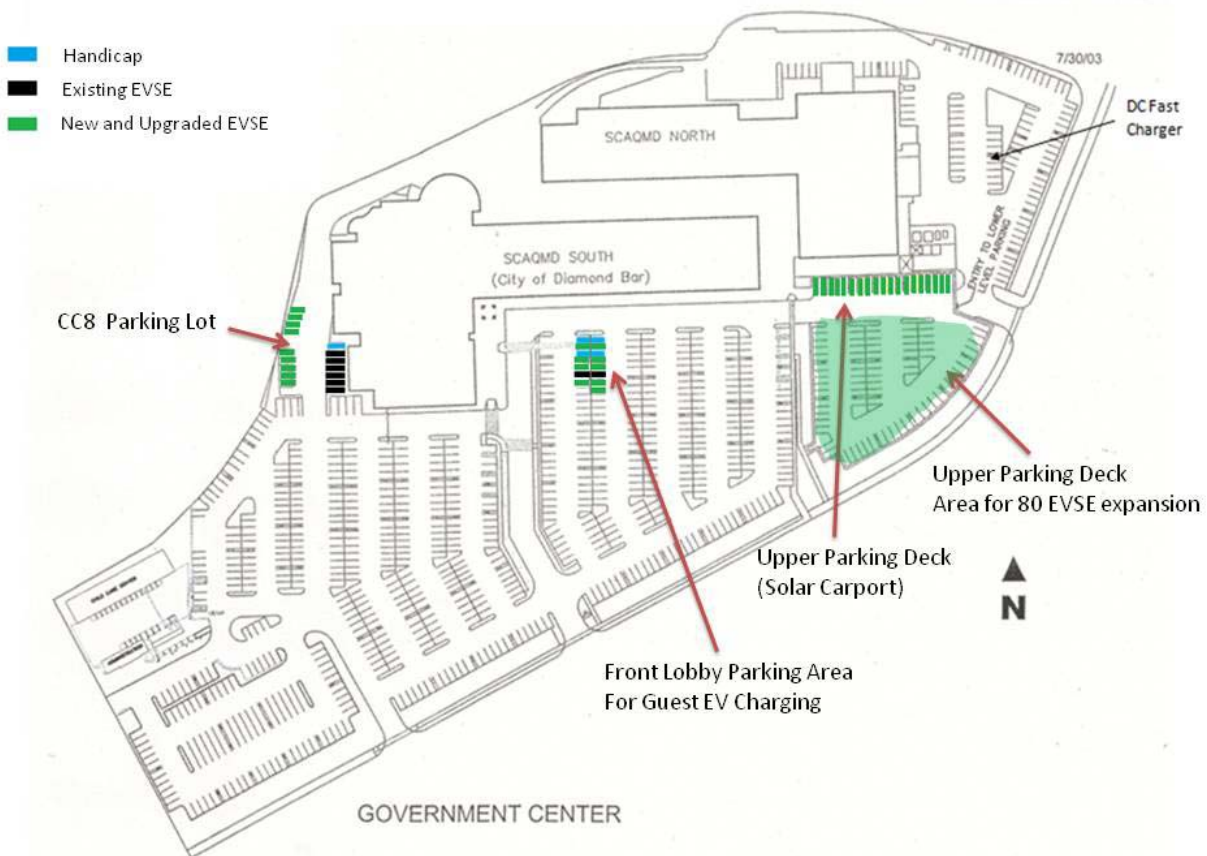 Handicap
Existing EVSE
New and Upgraded EVSE
7/30/03
DC Fast
Charger
SCAQMD NORTH
ENTRY TO LOWER
LEVEL PARKING
SCAQMD SOUTH
(City of Diamond Bar)
CC8 Parking Lot
Upper Parking Deck
Area for 80 EVSE expansion
Upper Parking Deck
(Solar Carport)
N
Front Lobby Parking Area
For Guest EV Charging
GOVERNMENT CENTER